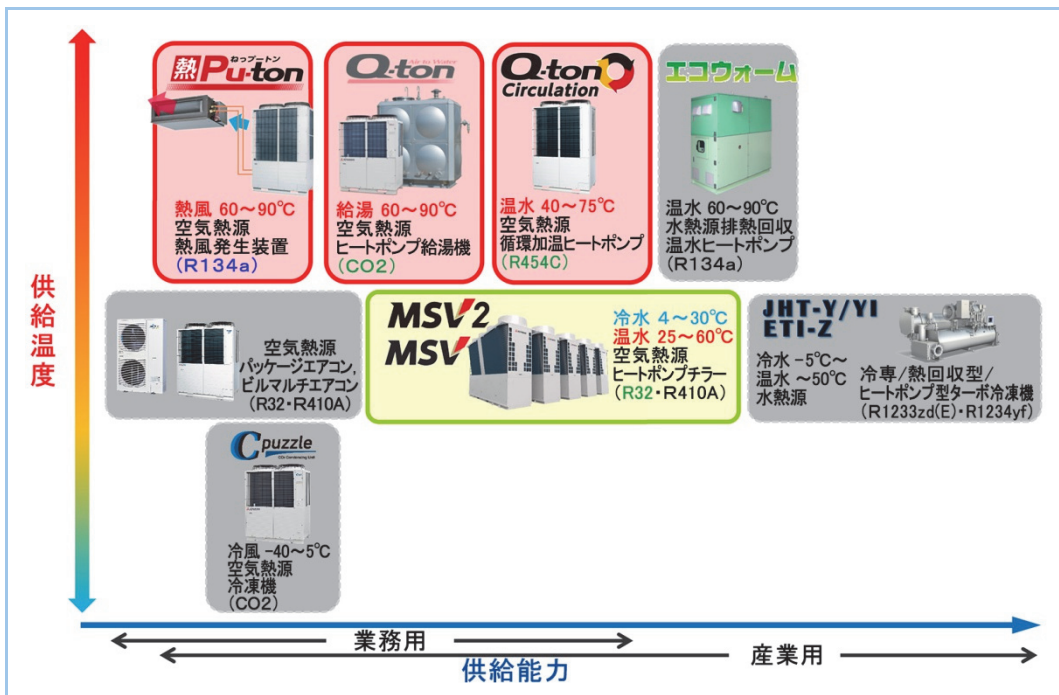 供給温度
ねっプートン
熱Pu-ton
熱風 60～90℃
空気熱源
熱風発生装置
(R134a)
Air to Water
Q-ton
給湯 60～90℃
空気熱源
ヒートポンプ給湯機
(CO2)
Q-ton
Circulation
温水 40～75℃
空気熱源
循環加温ヒートポンプ
(R454C)
エコウォーム
温水 60～90℃
水熱源排熱回収
温水ヒートポンプ
(R134a)
空気熱源
パッケージエアコン,
ビルマルチエアコン
(R32・R410A)
MSV2
MSV
冷水 4～30℃
温水 25～60℃
空気熱源
ヒートポンプチラー
(R32・R410A)
JHT-Y/YI
ETI-Z
冷水 -5℃～
温水 ～50℃
水熱源
冷専/熱回収型/
ヒートポンプ型ターボ冷凍機
(R1233zd(E)・R1234yf)
C puzzle
CO2 Condensing Unit
冷風 -40～5℃
空気熱源
冷凍機
(CO2)
業務用
産業用
供給能力